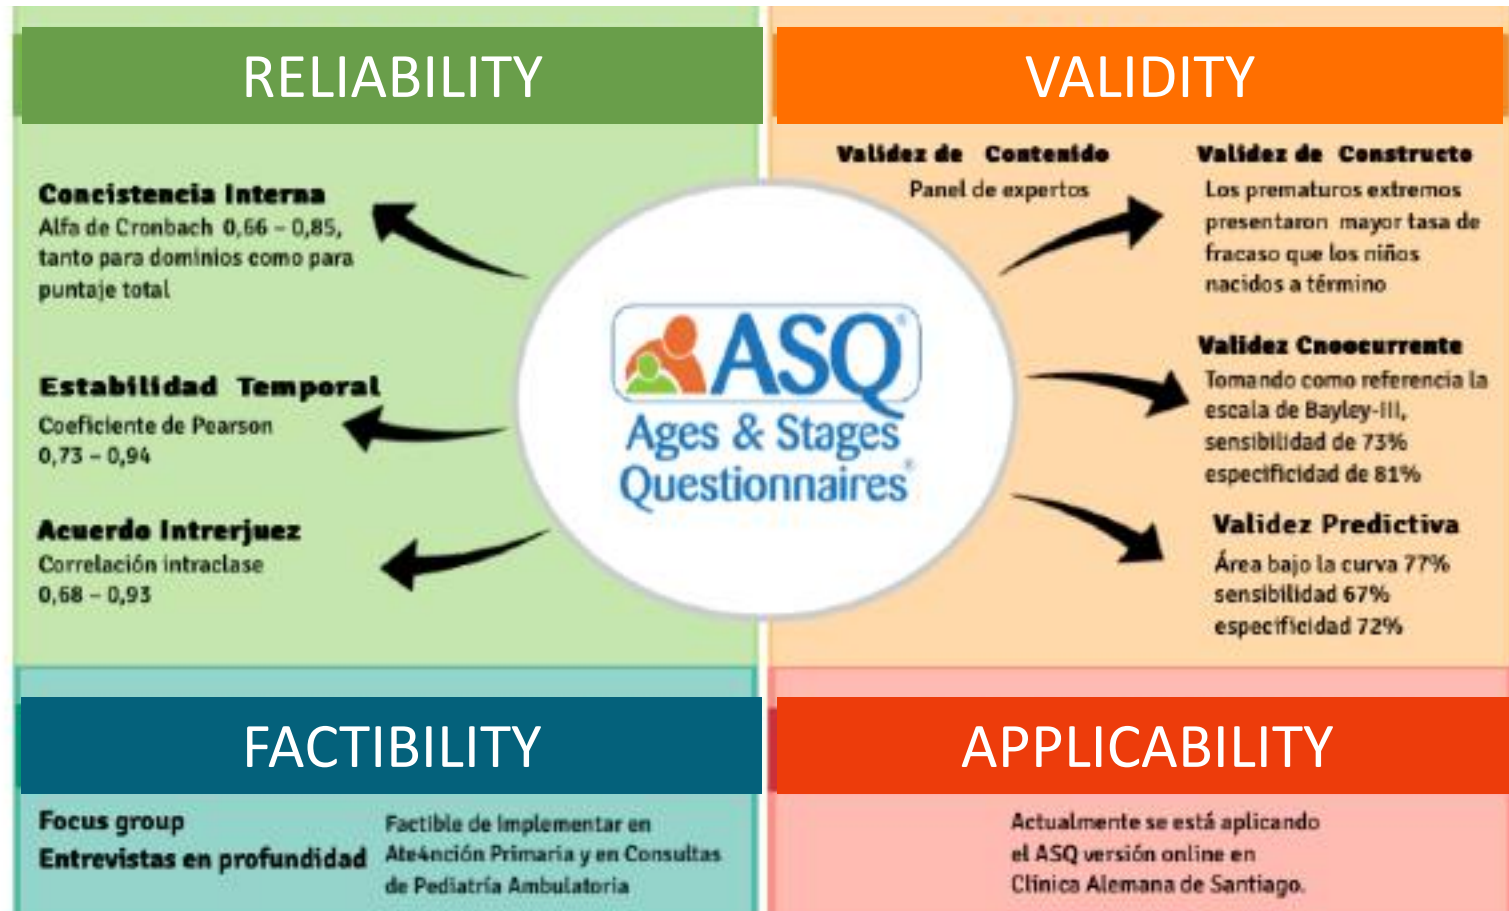 RELIABILITY
Concistencia Interna
Alfa de Cronbach 0,66 – 0,85,
tanto para dominios como para
puntaje total
Estabilidad Temporal
Coeficiente de Pearson
0,73 – 0,94
Acuerdo Intrerjuez
Correlación intraclase
0,68 – 0,93
ASQ®
Ages & Stages
Questionnaires®
VALIDITY
Validez de Contenido
Panel de expertos
Validez de Constructo
Los prematuros extremos
presentaron mayor tasa de
fracaso que los niños
nacidos a término
Validez Cnoocurrente
Tomando como referencia la
escala de Bayley-III,
sensibilidad de 73%
especificidad de 81%
Validez Predictiva
Área bajo la curva 77%
sensibilidad 67%
especificidad 72%
FACTIBILITY
Focus group
Entrevistas en profundidad
Factible de Implementar en
Ate4nción Primaria y en Consultas
de Pediatría Ambulatoria
APPLICABILITY
Actualmente se está aplicando
el ASQ versión online en
Clínica Alemana de Santiago.